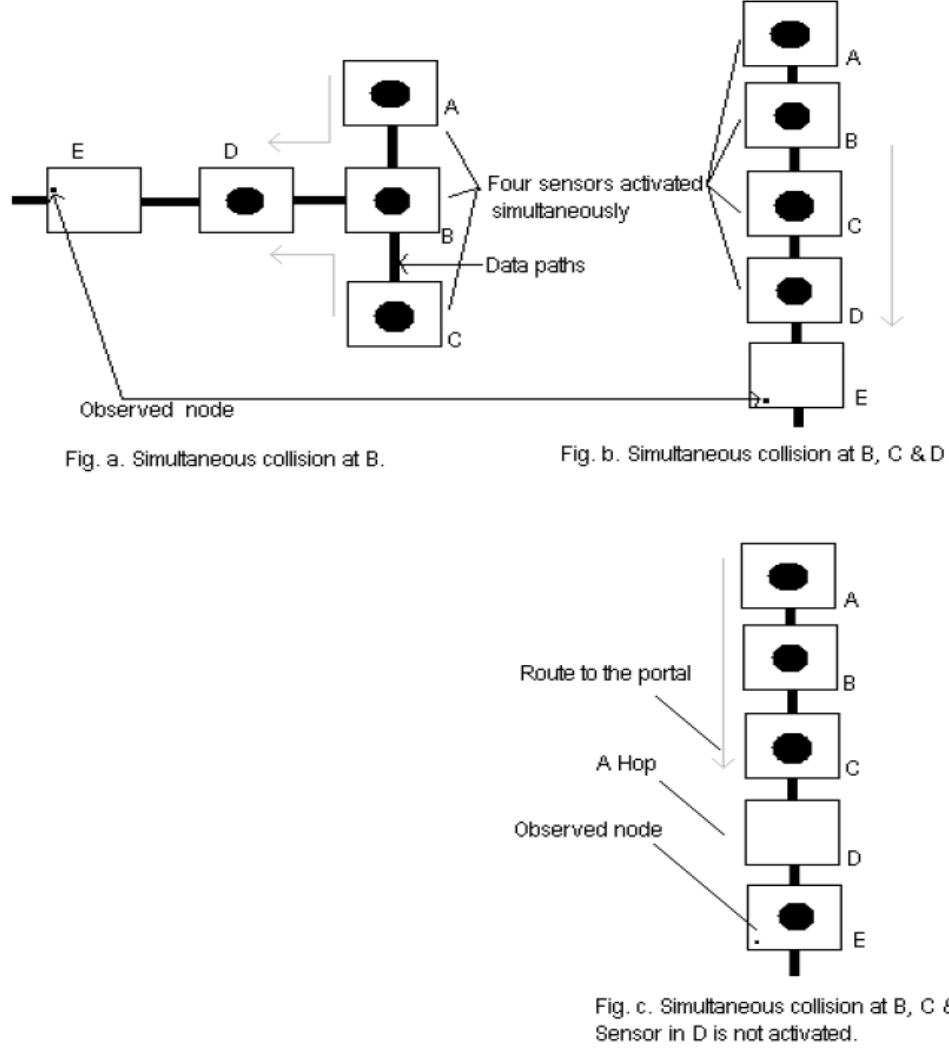 A
B
C
D
E
Four sensors activated
simultaneously
Data paths
A
B
C
D
E
Observed node
Fig. a. Simultaneous collision at B.
Fig. b. Simultaneous collision at B, C & D
A
B
C
D
E
Route to the portal
A Hop
Observed node
Fig. c. Simultaneous collision at B, C &
Sensor in D is not activated.